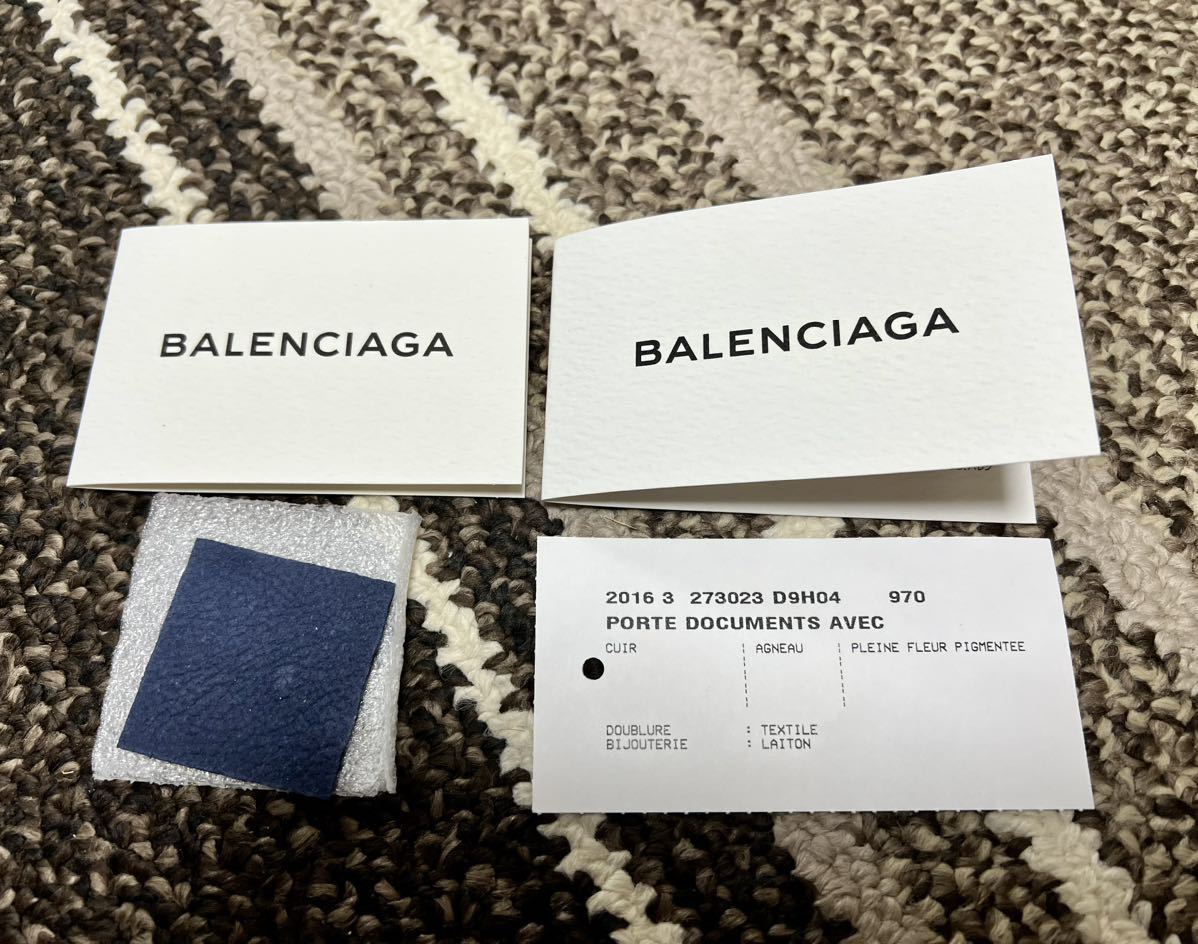 BALENCIAGA
BALENCIAGA
2016 3 273023 D9H04 970
PORTE DOCUMENTS AVEC
CUIR ¦ AGNEAU ¦ PLEINE FLEUR PIGMENTEE
DOUBLURE : TEXTILE
BIJOUTERIE : LAITON